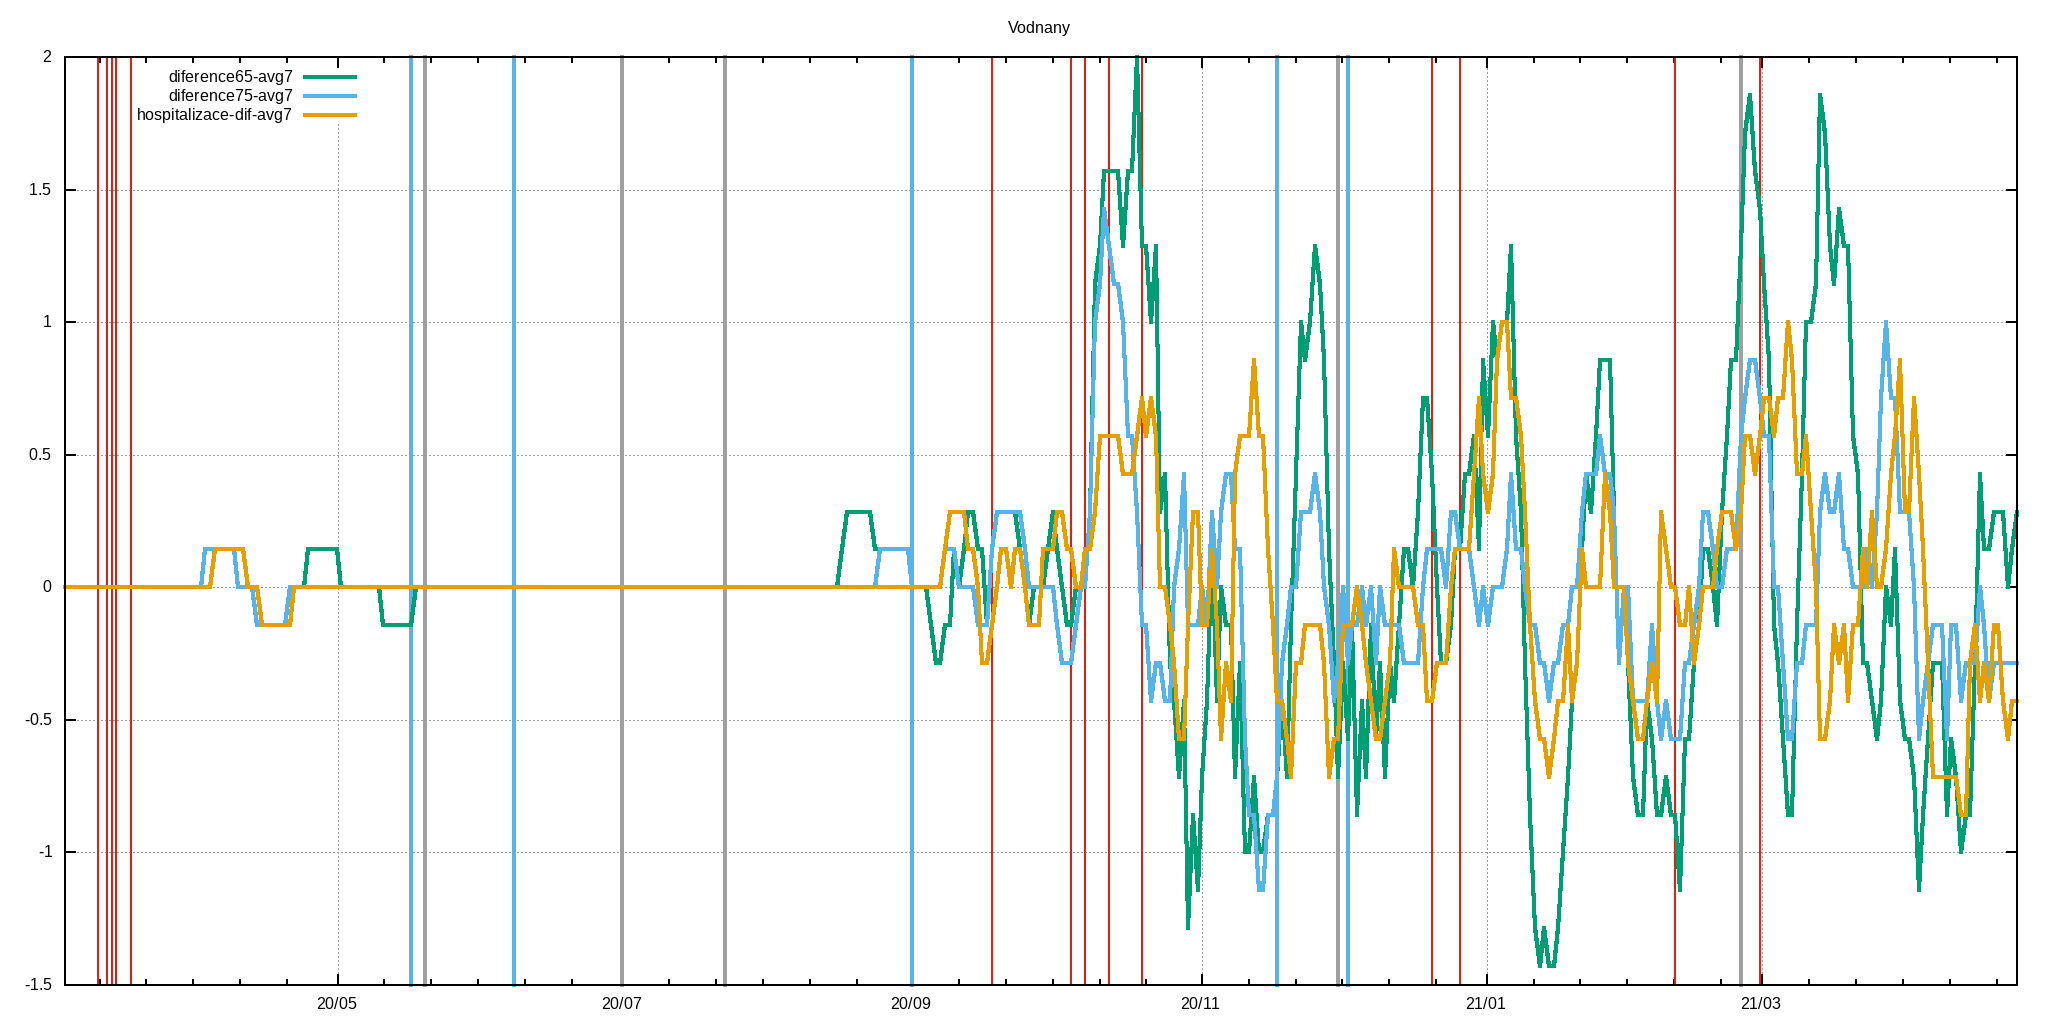 Vodnany
diference65-avg7
diference75-avg7
hospitalizace-dif-avg7
2
1.5
1
0.5
0
-0.5
-1
-1.5
20/05 20/07 20/09 20/11 21/01 21/03